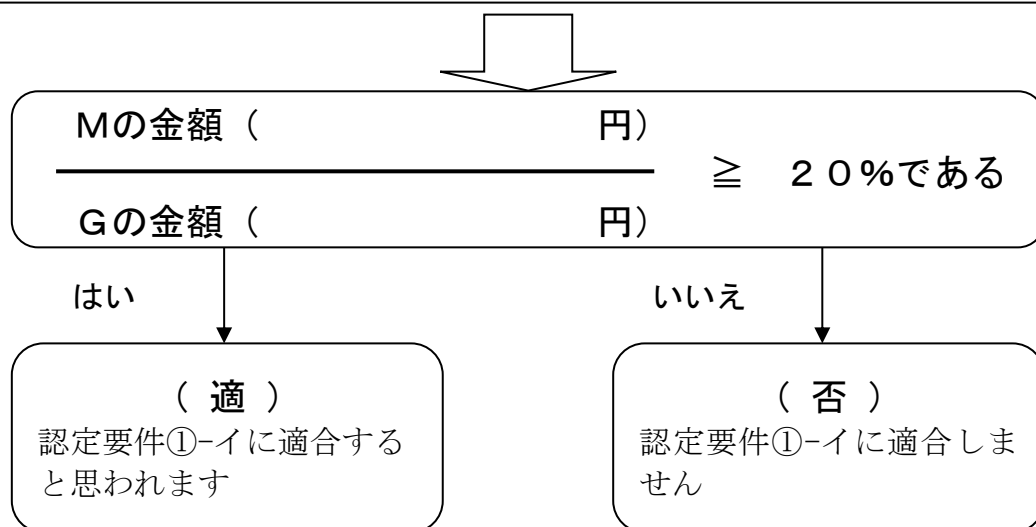 Mの金額（　　　　　　　　　　円）
≧　２０%である
Gの金額（　　　　　　　　　　円）
はい
いいえ
（ 適 ）
認定要件①-イに適合する
と思われます
（ 否 ）
認定要件①-イに適合しま
せん